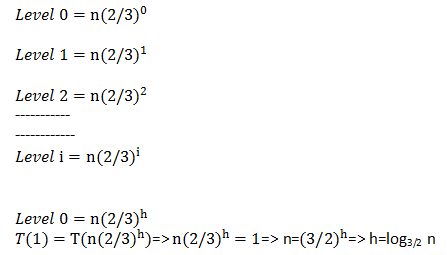 Level 0 = n(2/3)⁰
Level 1 = n(2/3)¹
Level 2 = n(2/3)²
-----------
------------
Level i = n(2/3)ⁱ
Level 0 = n(2/3)ʰ
T(1) = T(n(2/3)ʰ)=>n(2/3)ʰ = 1=> n=(3/2)ʰ=> h=log₃/₂ n